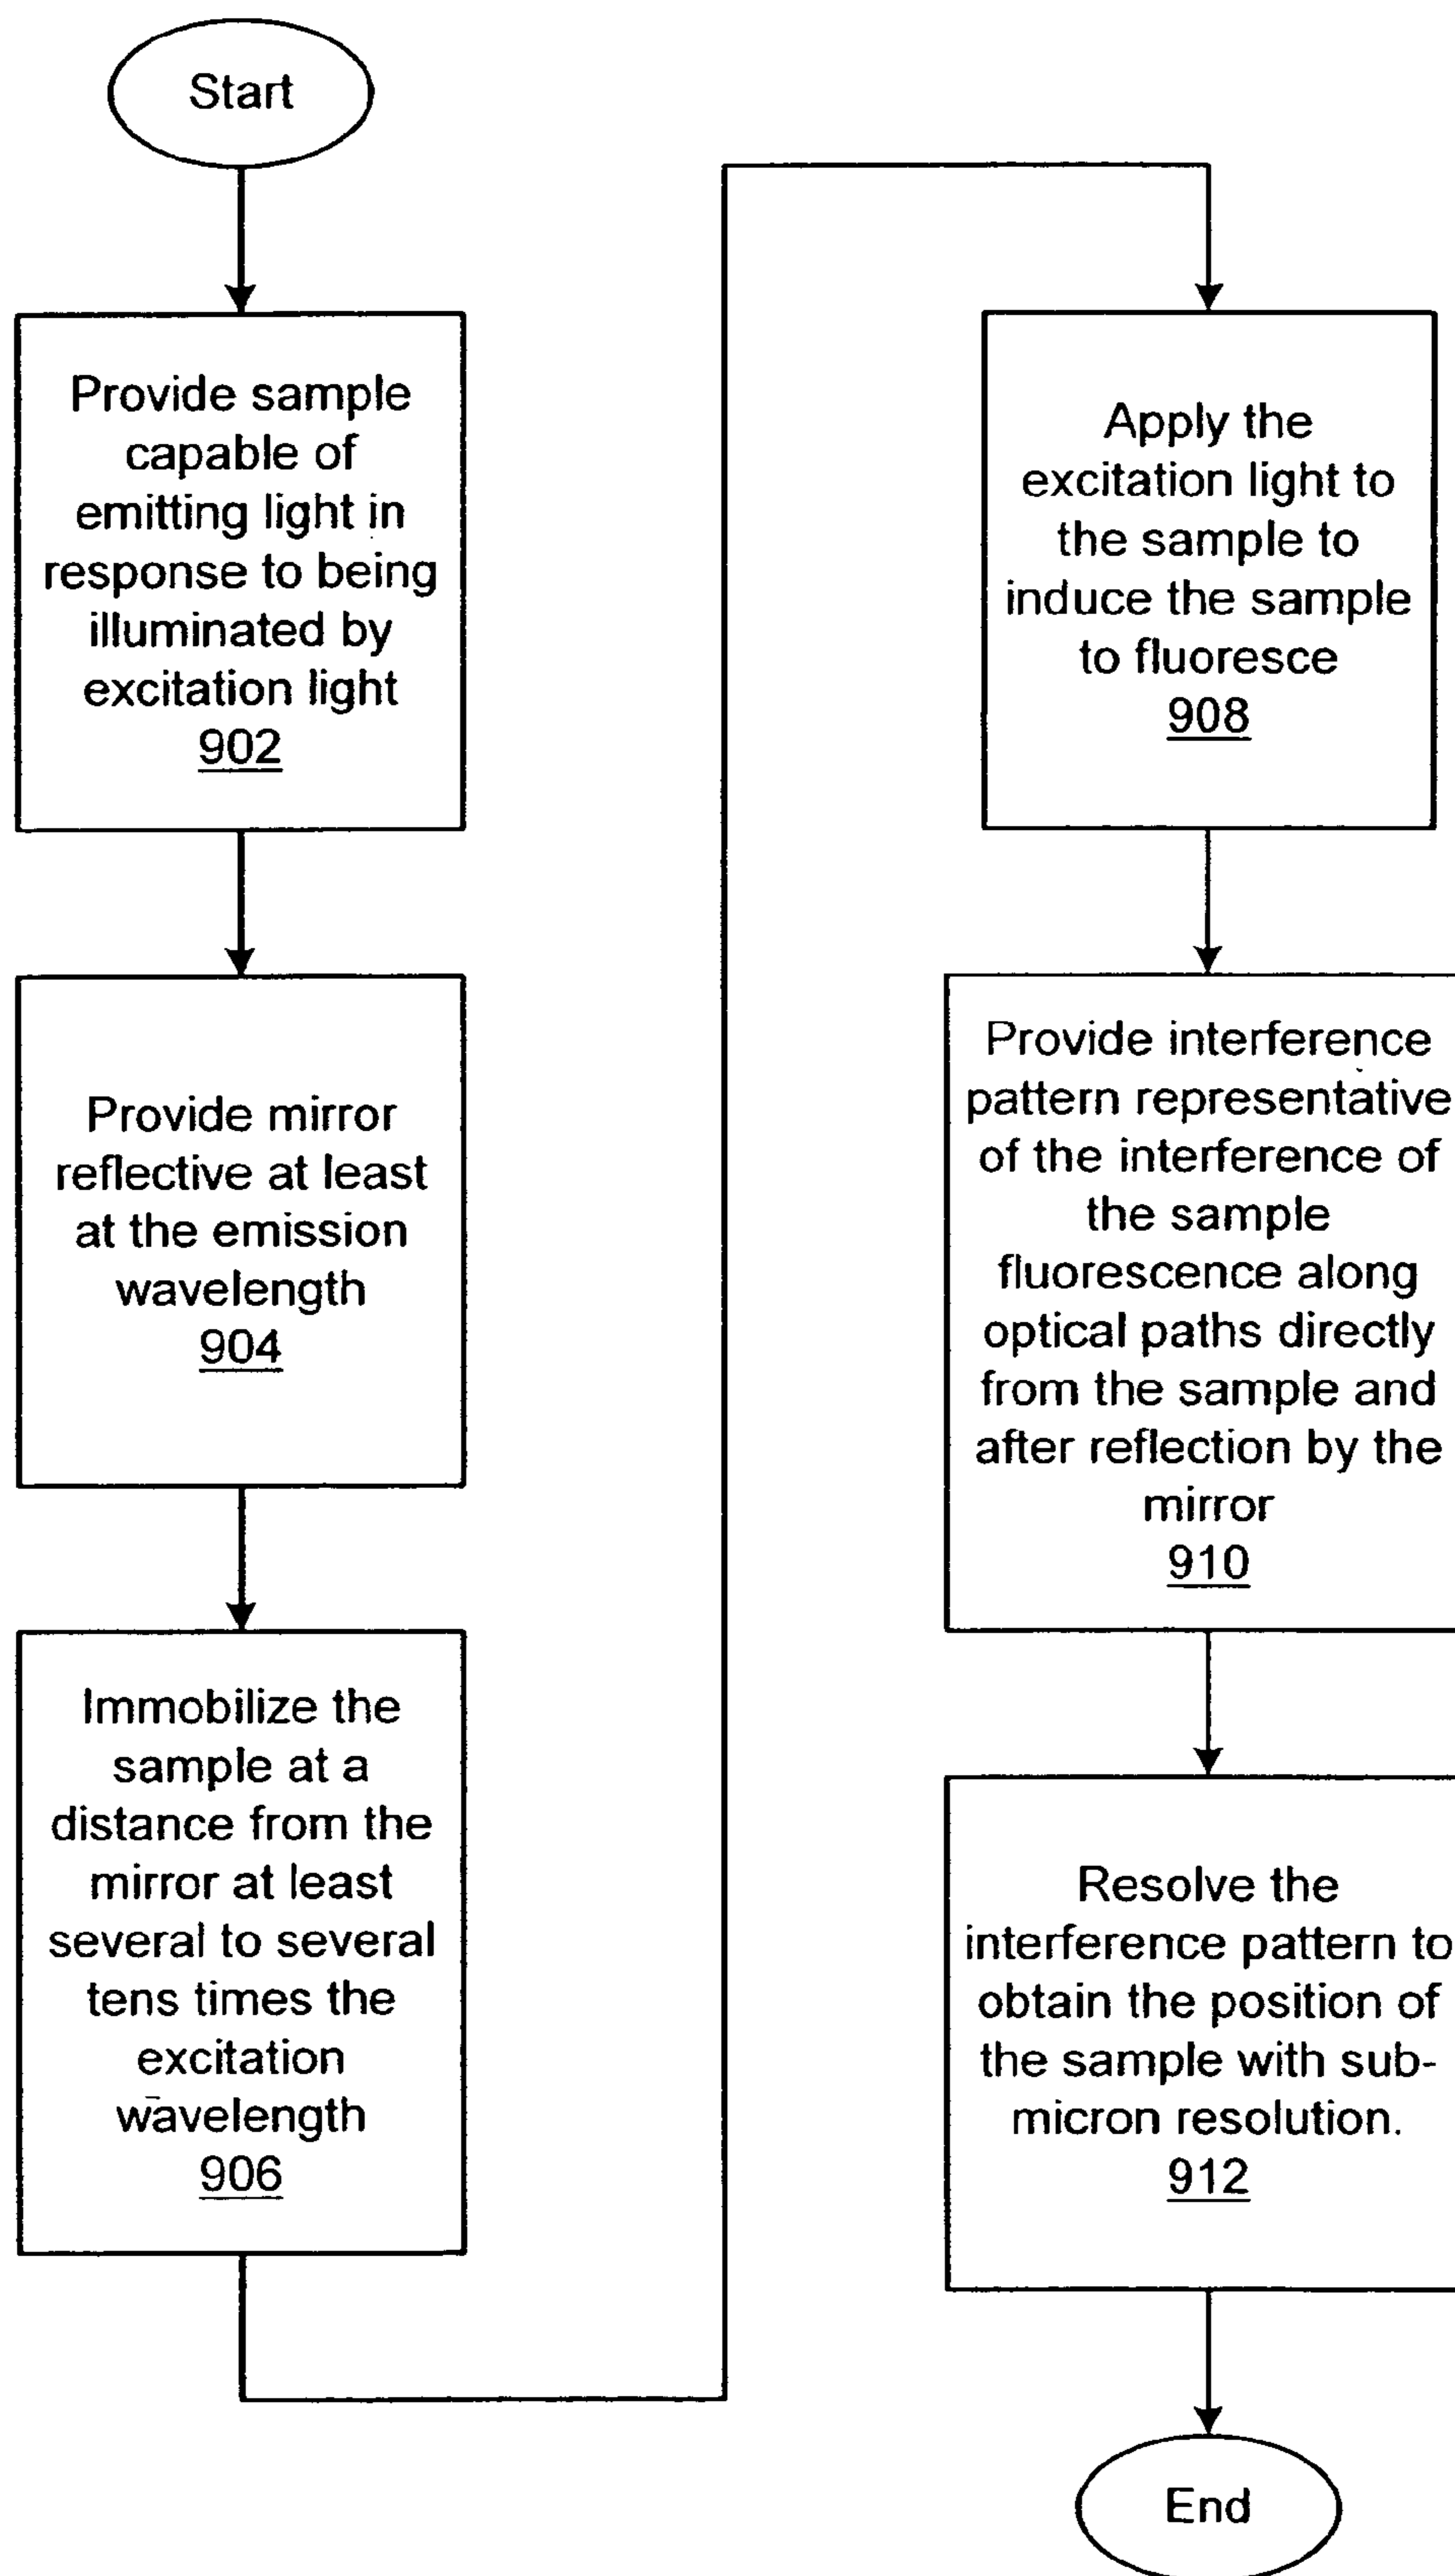 Start
Provide sample
capable of
emitting light in
response to being
illuminated by
excitation light
902
Provide mirror
reflective at least
at the emission
wavelength
904
Immobilize the
sample at a
distance from the
mirror at least
several to several
tens times the
excitation
wavelength
906
Apply the
excitation light to
the sample to
induce the sample
to fluoresce
908
Provide interference
pattern representative
of the interference of
the sample
fluorescence along
optical paths directly
from the sample and
after reflection by the
mirror
910
Resolve the
interference pattern to
obtain the position of
the sample with sub-
micron resolution.
912
End